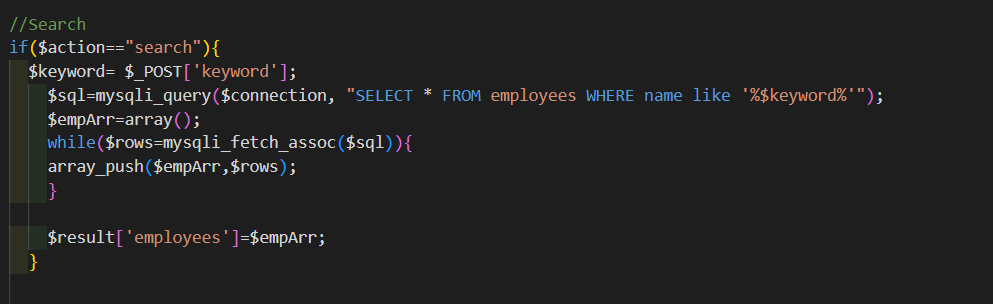 //Search
if($action=="search"){
$keyword= $_POST['keyword'];
$sql=mysqli_query($connection, "SELECT * FROM employees WHERE name like '%$keyword%'");
$empArr=array();
while($rows=mysqli_fetch_assoc($sql)){
array_push($empArr,$rows);
}
$result['employees']=$empArr;
}